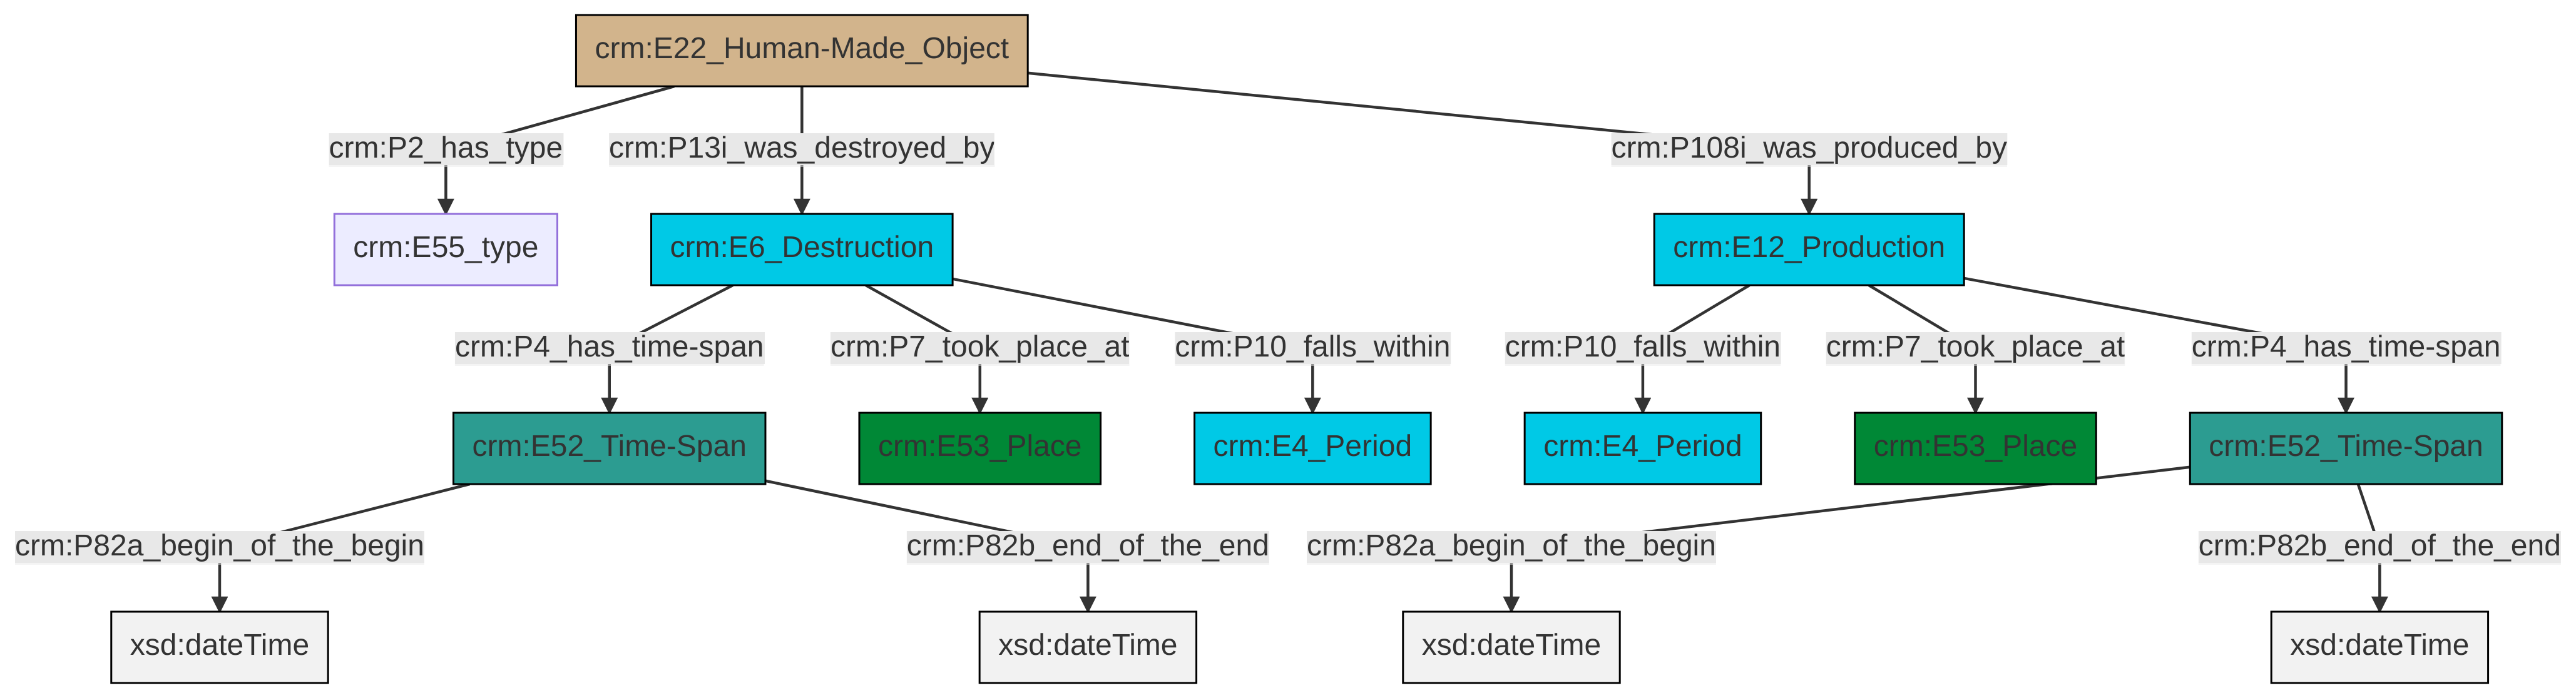 crm:E22_Human-Made_Object
crm:P2_has_type
crm:P13i_was_destroyed_by
crm:P108i_was_produced_by
crm:E55_type
crm:E6_Destruction
crm:E12_Production
crm:P4_has_time-span
crm:P7_took_place_at
crm:P10_falls_within
crm:P10_falls_within
crm:P7_took_place_at
crm:P4_has_time-span
crm:E52_Time-Span
crm:E53_Place
crm:E4_Period
crm:E4_Period
crm:E53_Place
crm:E52_Time-Span
crm:P82a_begin_of_the_begin
crm:P82b_end_of_the_end
crm:P82a_begin_of_the_begin
crm:P82b_end_of_the_end
xsd:dateTime
xsd:dateTime
xsd:dateTime
xsd:dateTime